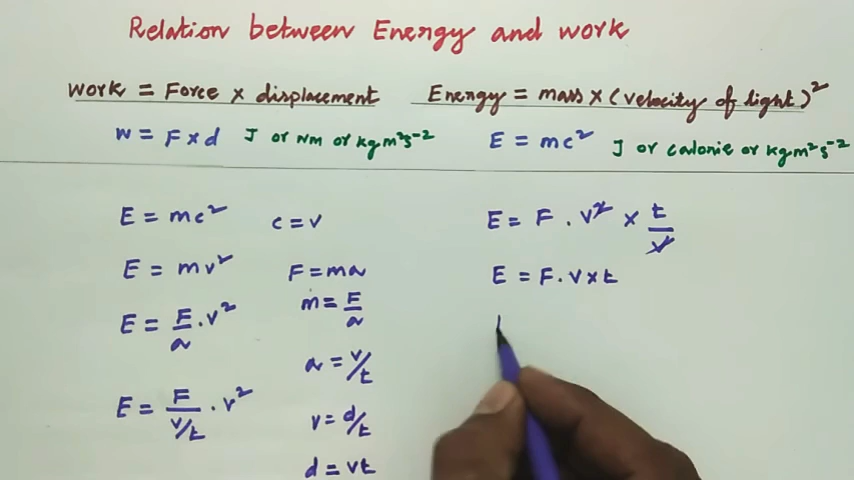 Relation between Energy and work
Work = Force × displacement
Energy = mass × (velocity of light)²
W = F × d J or Nm or kgm²s⁻²
E = mc² J or calorie or kgm²s⁻²
E = mc² c = v
E = mv² F = ma
m = F/a
E = F/a . v²
a = v/t
E = F/(v/t) . v²
v = d/t
d = vt
E = F . v² × t/v
E = F . v × t